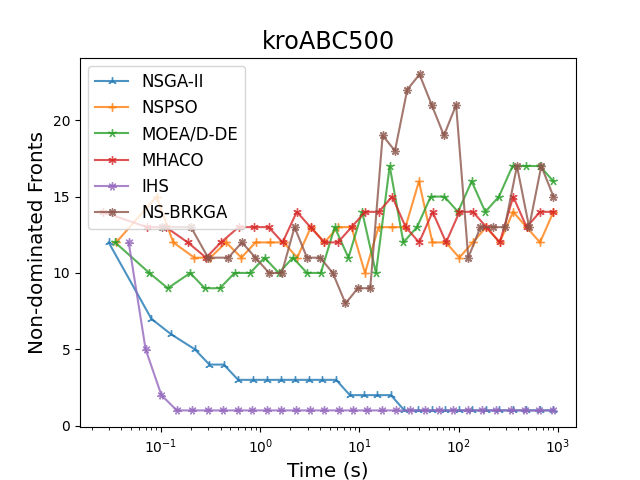 kroABC500
Non-dominated Fronts
20
15
10
5
0
NSGA-II
NSPSO
MOEA/D-DE
MHACO
IHS
NS-BRKGA
10⁻¹ 10⁰ 10¹ 10² 10³
Time (s)